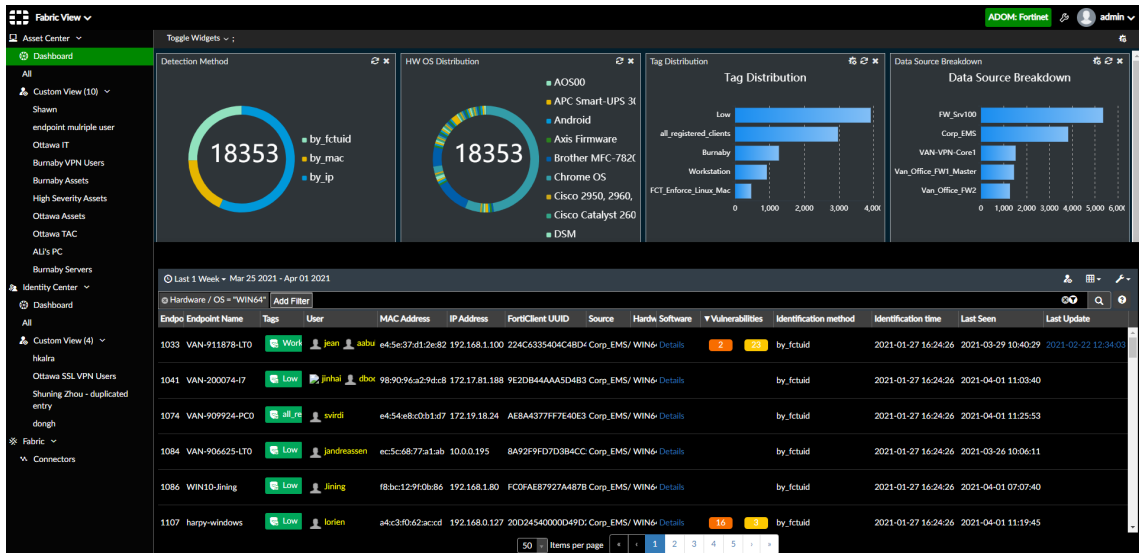 Fabric View
ADOM: Fortinet
admin
Asset Center
Dashboard
All
Custom View (10)
Shawn
endpoint mulriple user
Ottawa IT
Burnaby VPN Users
Burnaby Assets
High Severity Assets
Ottawa Assets
Ottawa TAC
ALi's PC
Burnaby Servers
Identity Center
Dashboard
All
Custom View (4)
hkalra
Ottawa SSL VPN Users
Shuning Zhou - duplicated
entry
dongh
Fabric
Connectors
Toggle Widgets ;
Detection Method
18353
by_fctuid
by_mac
by_ip
HW OS Distribution
18353
AOS00
APC Smart-UPS 30
Android
Axis Firmware
Brother MFC-7820
Chrome OS
Cisco 2950, 2960,
Cisco Catalyst 260
DSM
Tag Distribution
Tag Distribution
Low
all_registered_clients
Burnaby
Workstation
FCT_Enforce_Linux_Mac
0 1,000 2,000 3,000 4,00
Data Source Breakdown
Data Source Breakdown
FW_Srv100
Corp_EMS
VAN-VPN-Core1
Van_Office_FW1_Master
Van_Office_FW2
0 1,000 2,000 3,000 4,000 5,000 6,00
Last 1 Week Mar 25 2021 - Apr 01 2021
Hardware / OS = "WIN64" Add Filter
Endpo Endpoint Name Tags User MAC Address IP Address FortiClient UUID Source Hardw Software Vulnerabilities Identification method Identification time Last Seen Last Update
1033 VAN-911878-LT0 Work jean aabu e4:5e:37:d1:2e:82 192.168.1.100 224C6335404C4BD Corp_EMS/ WIN6 Details 2 23 by_fctuid 2021-01-27 16:24:26 2021-03-29 10:40:29 2021-02-22 12:34:03
1041 VAN-200074-I7 Low jinhai dboc 98:90:96:a2:9d:c8 172.17.81.188 9E2DB44AAA5D4B3 Corp_EMS/ WIN6 Details by_fctuid 2021-01-27 16:24:26 2021-04-01 11:03:40
1074 VAN-909924-PC0 all_re svirdi e4:54:e8:c0:b1:d7 172.19.18.24 AE8A4377FF7E40E3 Corp_EMS/ WIN6 Details by_fctuid 2021-01-27 16:24:26 2021-04-01 11:25:53
1084 VAN-906625-LT0 Low jandreassen ec:5c:68:77:a1:ab 10.0.0.195 8A92F9FD7D3B4CC Corp_EMS/ WIN6 Details by_fctuid 2021-01-27 16:24:26 2021-03-26 10:06:11
1086 WIN10-Jining Low Jining f8:bc:12:9f:0b:86 192.168.1.80 FC0FAE87927A487B Corp_EMS/ WIN6 Details by_fctuid 2021-01-27 16:24:26 2021-04-01 07:07:40
1107 harpy-windows Low lorien a4:c3:f0:62:ac:cd 192.168.0.127 20D24540000D49D Corp_EMS/ WIN6 Details 16 3 by_fctuid 2021-01-27 16:24:26 2021-04-01 11:19:45
50 Items per page « ‹ 1 2 3 4 5 › »